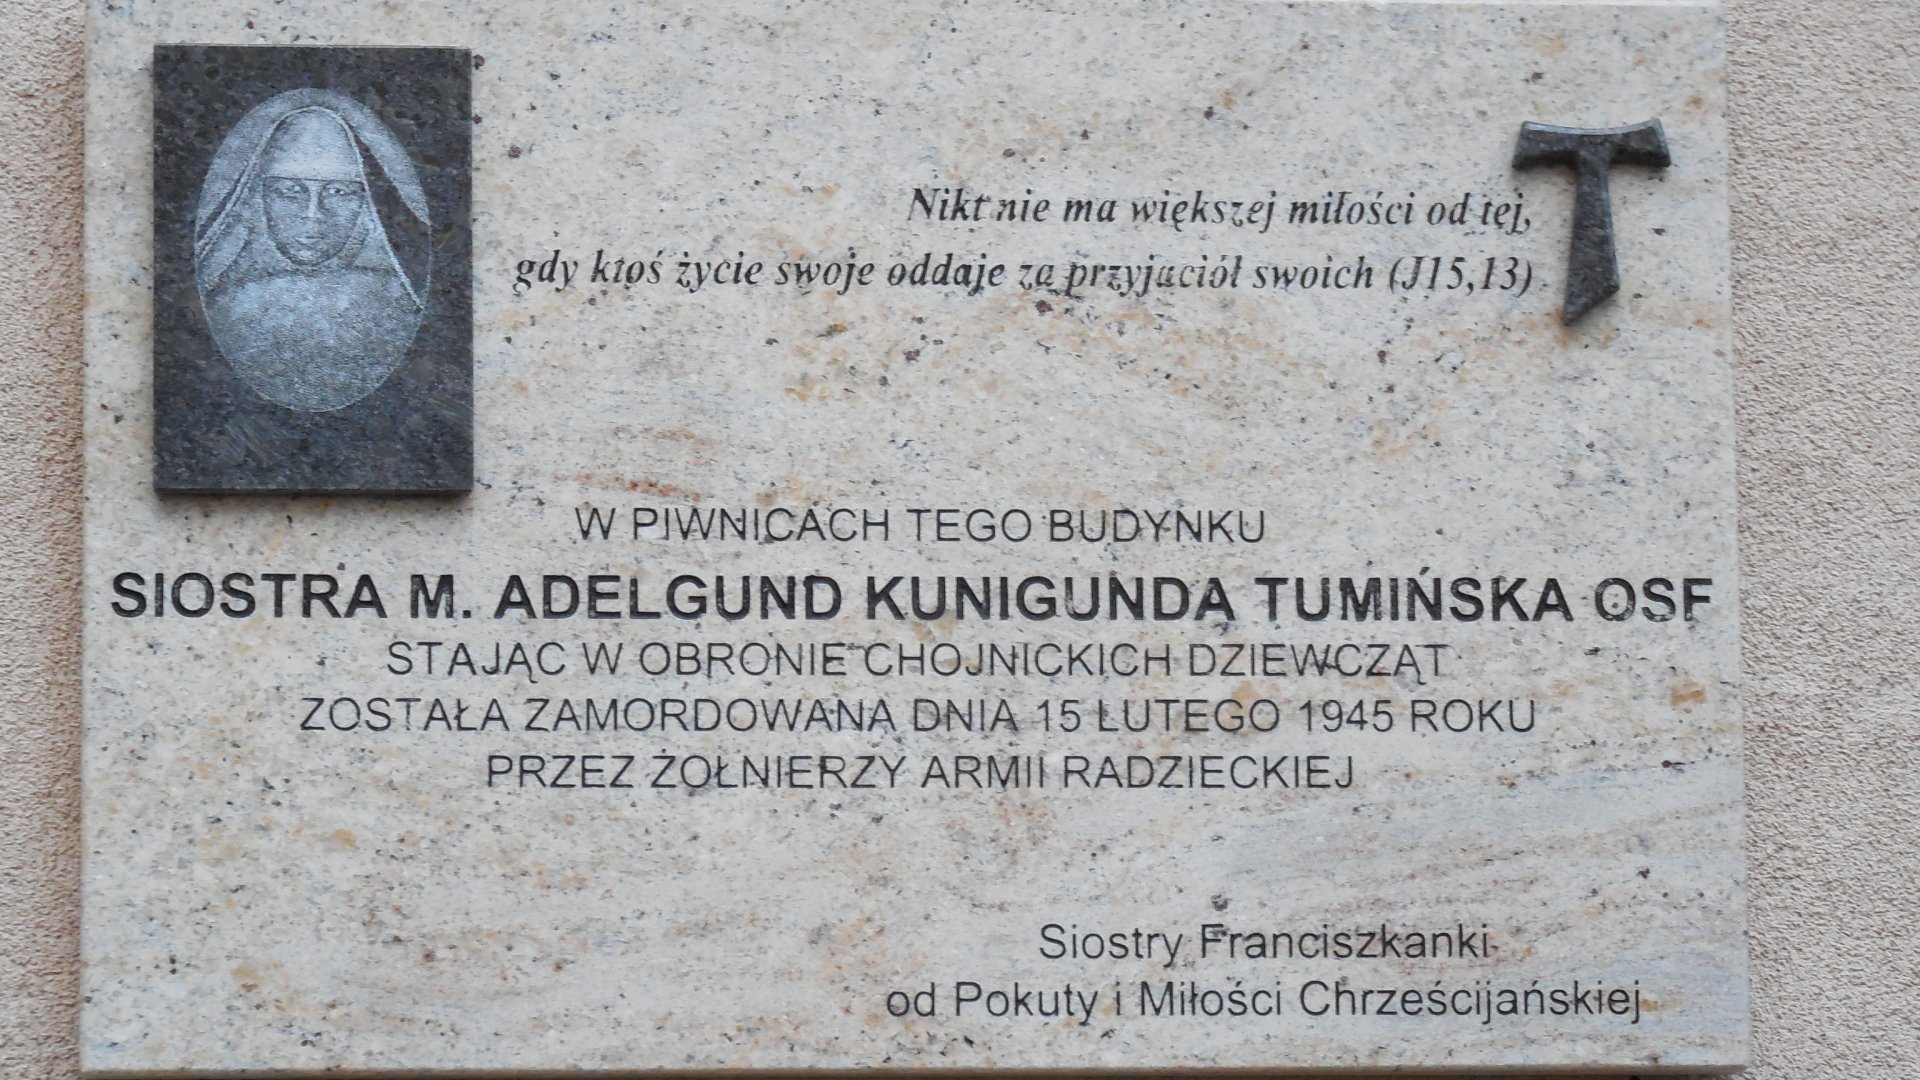 Nikt nie ma większej miłości od tej,
gdy ktoś życie swoje oddaje za przyjaciół swoich (J15,13)
W PIWNICACH TEGO BUDYNKU
SIOSTRA M. ADELGUND KUNIGUNDA TUMIŃSKA OSF
STAJĄC W OBRONIE CHOJNICKICH DZIEWCZĄT
ZOSTAŁA ZAMORDOWANA DNIA 15 LUTEGO 1945 ROKU
PRZEZ ŻOŁNIERZY ARMII RADZIECKIEJ
Siostry Franciszkanki
od Pokuty i Miłości Chrześcijańskiej